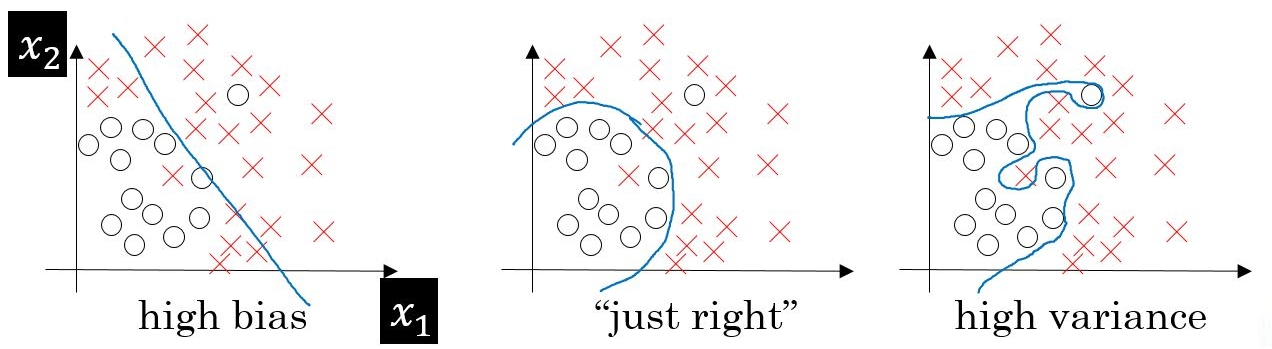 x₂
x₁
high bias
“just right”
high variance